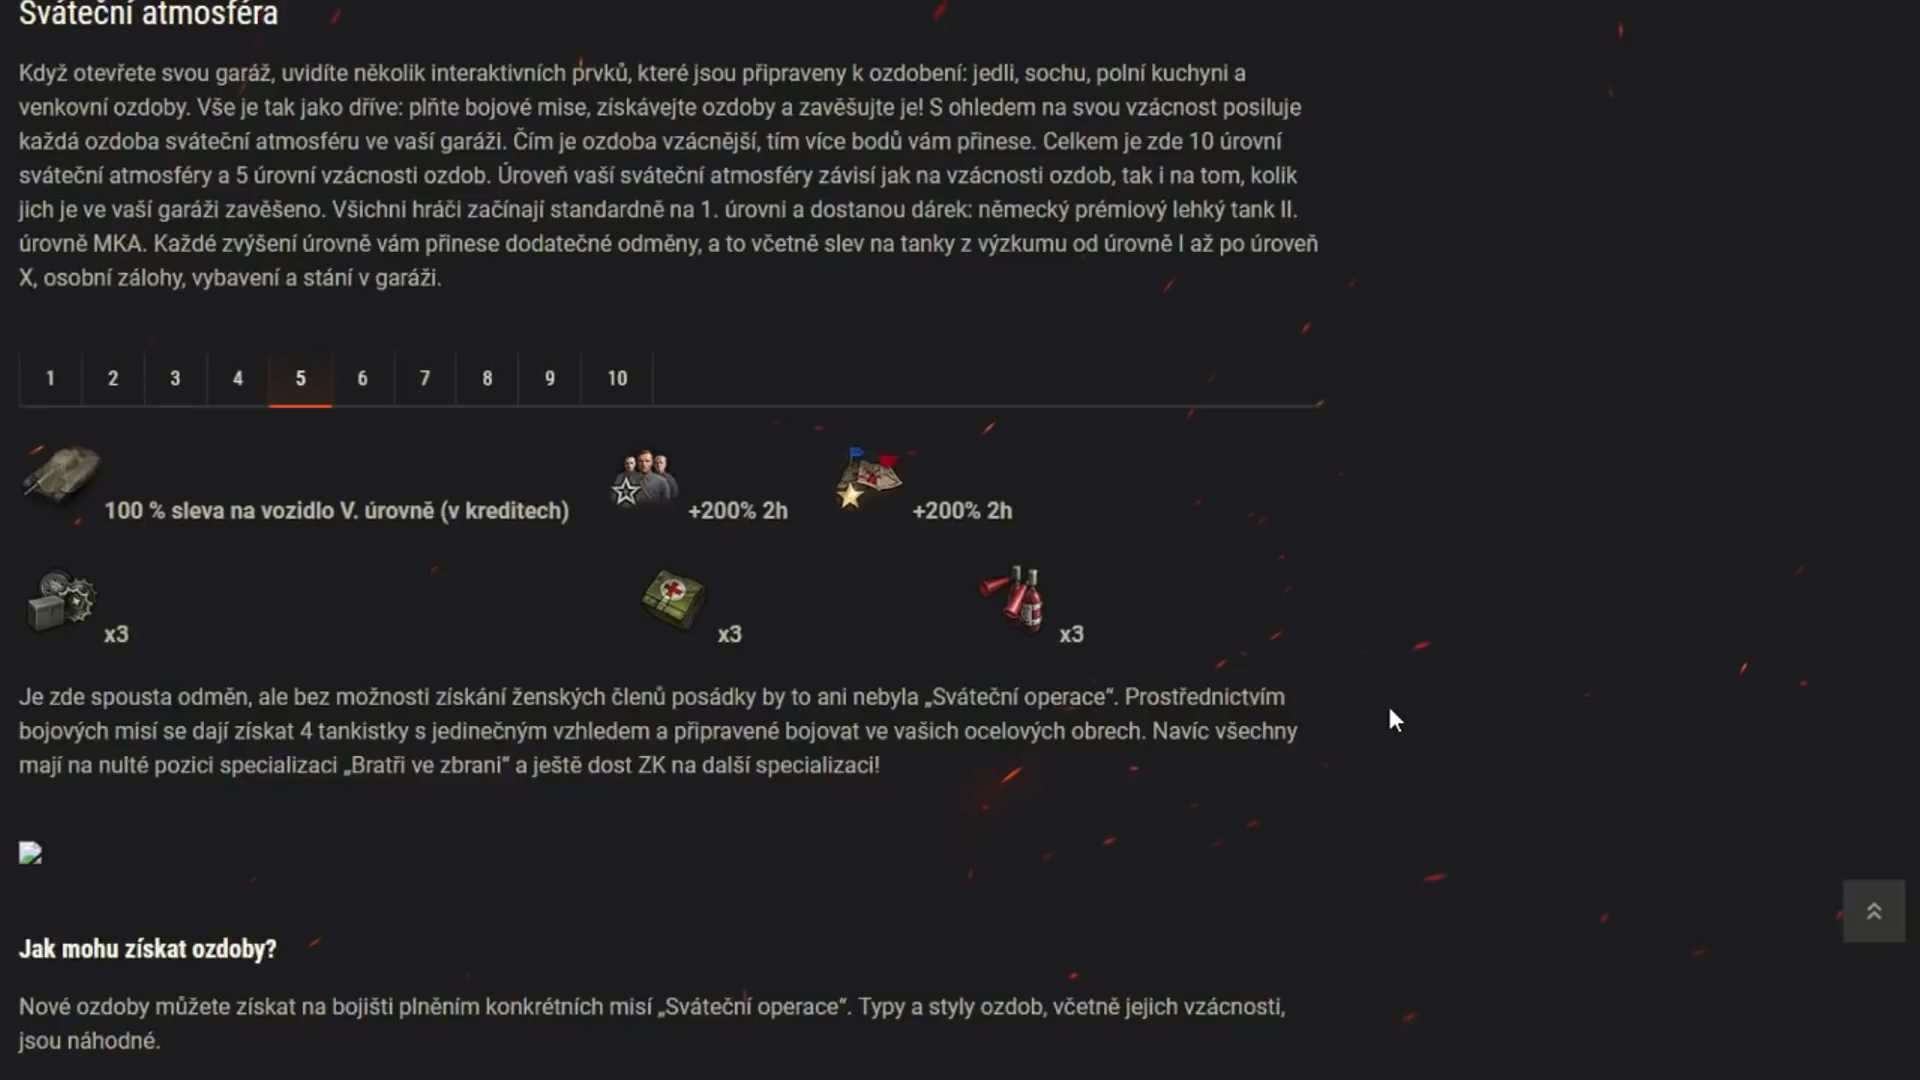 Sváteční atmosféra
Když otevřete svou garáž, uvidíte několik interaktivních prvků, které jsou připraveny k ozdobení: jedli, sochu, polní kuchyni a
venkovní ozdoby. Vše je tak jako dříve: plňte bojové mise, získávejte ozdoby a zavěšujte je! S ohledem na svou vzácnost posiluje
každá ozdoba sváteční atmosféru ve vaší garáži. Čím je ozdoba vzácnější, tím více bodů vám přinese. Celkem je zde 10 úrovní
sváteční atmosféry a 5 úrovní vzácnosti ozdob. Úroveň vaší sváteční atmosféry závisí jak na vzácnosti ozdob, tak i na tom, kolik
jich je ve vaší garáži zavěšeno. Všichni hráči začínají standardně na 1. úrovni a dostanou dárek: německý prémiový lehký tank II.
úrovně MKA. Každé zvýšení úrovně vám přinese dodatečné odměny, a to včetně slev na tanky z výzkumu od úrovně I až po úroveň
X, osobní zálohy, vybavení a stání v garáži.
1 2 3 4 5 6 7 8 9 10
100 % sleva na vozidlo V. úrovně (v kreditech) +200% 2h +200% 2h
x3 x3 x3
Je zde spousta odměn, ale bez možnosti získání ženských členů posádky by to ani nebyla „Sváteční operace“. Prostřednictvím
bojových misí se dají získat 4 tankistky s jedinečným vzhledem a připravené bojovat ve vašich ocelových obrech. Navíc všechny
mají na nulté pozici specializaci „Bratři ve zbrani“ a ještě dost ZK na další specializaci!
Jak mohu získat ozdoby?
Nové ozdoby můžete získat na bojišti plněním konkrétních misí „Sváteční operace“. Typy a styly ozdob, včetně jejich vzácnosti,
jsou náhodné.